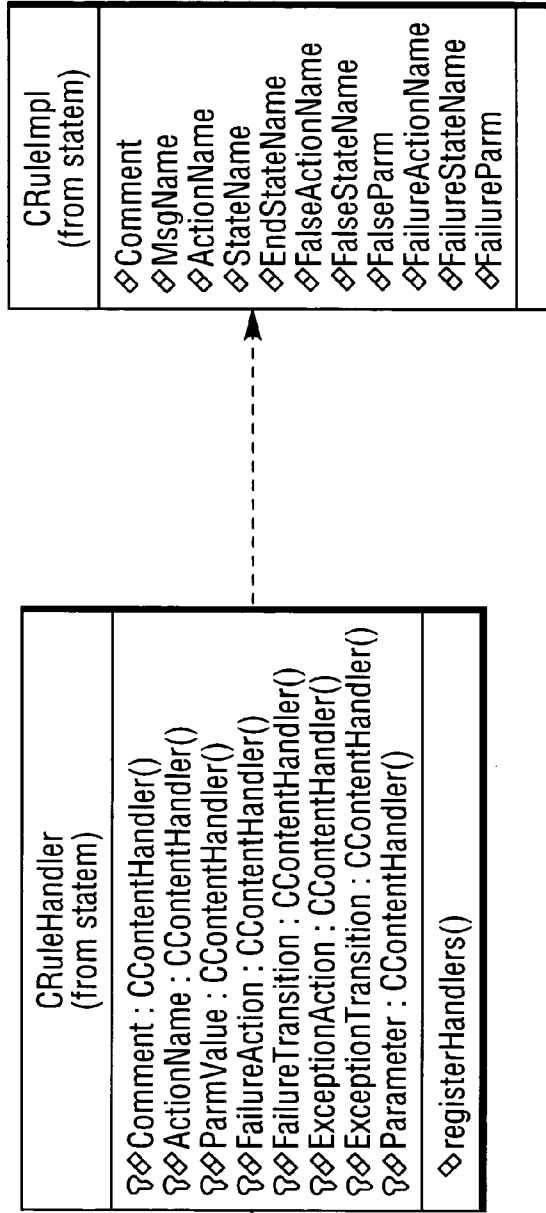 CRuleHandler
(from statem)
Comment : CContentHandler()
ActionName : CContentHandler()
ParmValue : CContentHandler()
FailureAction : CContentHandler()
FailureTransition : CContentHandler()
ExceptionAction : CContentHandler()
ExceptionTransition : CContentHandler()
Parameter : CContentHandler()
registerHandlers()
CRuleImpl
(from statem)
Comment
MsgName
ActionName
StateName
EndStateName
FalseActionName
FalseStateName
FalseParm
FailureActionName
FailureStateName
FailureParm